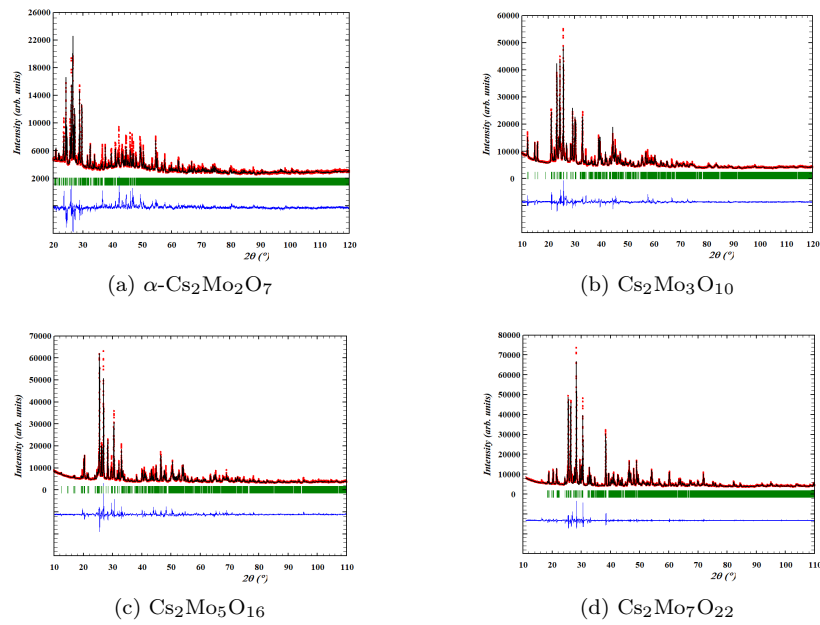 26000
22000
18000
14000
10000
6000
2000
Intensity (arb. units)
20 30 40 50 60 70 80 90 100 110 120
2θ (°)
(a) α-Cs₂Mo₂O₇
60000
50000
40000
30000
20000
10000
0
Intensity (arb. units)
10 20 30 40 50 60 70 80 90 100 110 120
2θ (°)
(b) Cs₂Mo₃O₁₀
70000
60000
50000
40000
30000
20000
10000
0
Intensity (arb. units)
10 20 30 40 50 60 70 80 90 100 110
2θ (°)
(c) Cs₂Mo₅O₁₆
80000
70000
60000
50000
40000
30000
20000
10000
0
Intensity (arb. units)
10 20 30 40 50 60 70 80 90 100 110
2θ (°)
(d) Cs₂Mo₇O₂₂